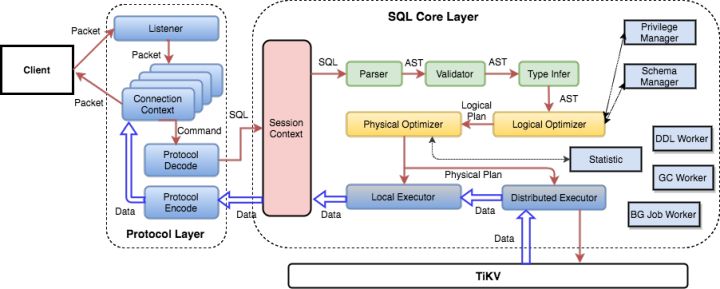 SQL Core Layer
Packet
Listener
Privilege
Manager
Client
Packet
SQL
Parser
AST
Validator
AST
Type Infer
Schema
Manager
Packet
Connection
Context
SQL
AST
Logical
Plan
Command
Session
Context
Physical Optimizer
Logical Optimizer
DDL Worker
Protocol
Decode
Statistic
Physical Plan
GC Worker
Protocol
Encode
Local Executor
Distributed Executor
Data
Data
Data
Data
BG Job Worker
Protocol Layer
Data
TiKV